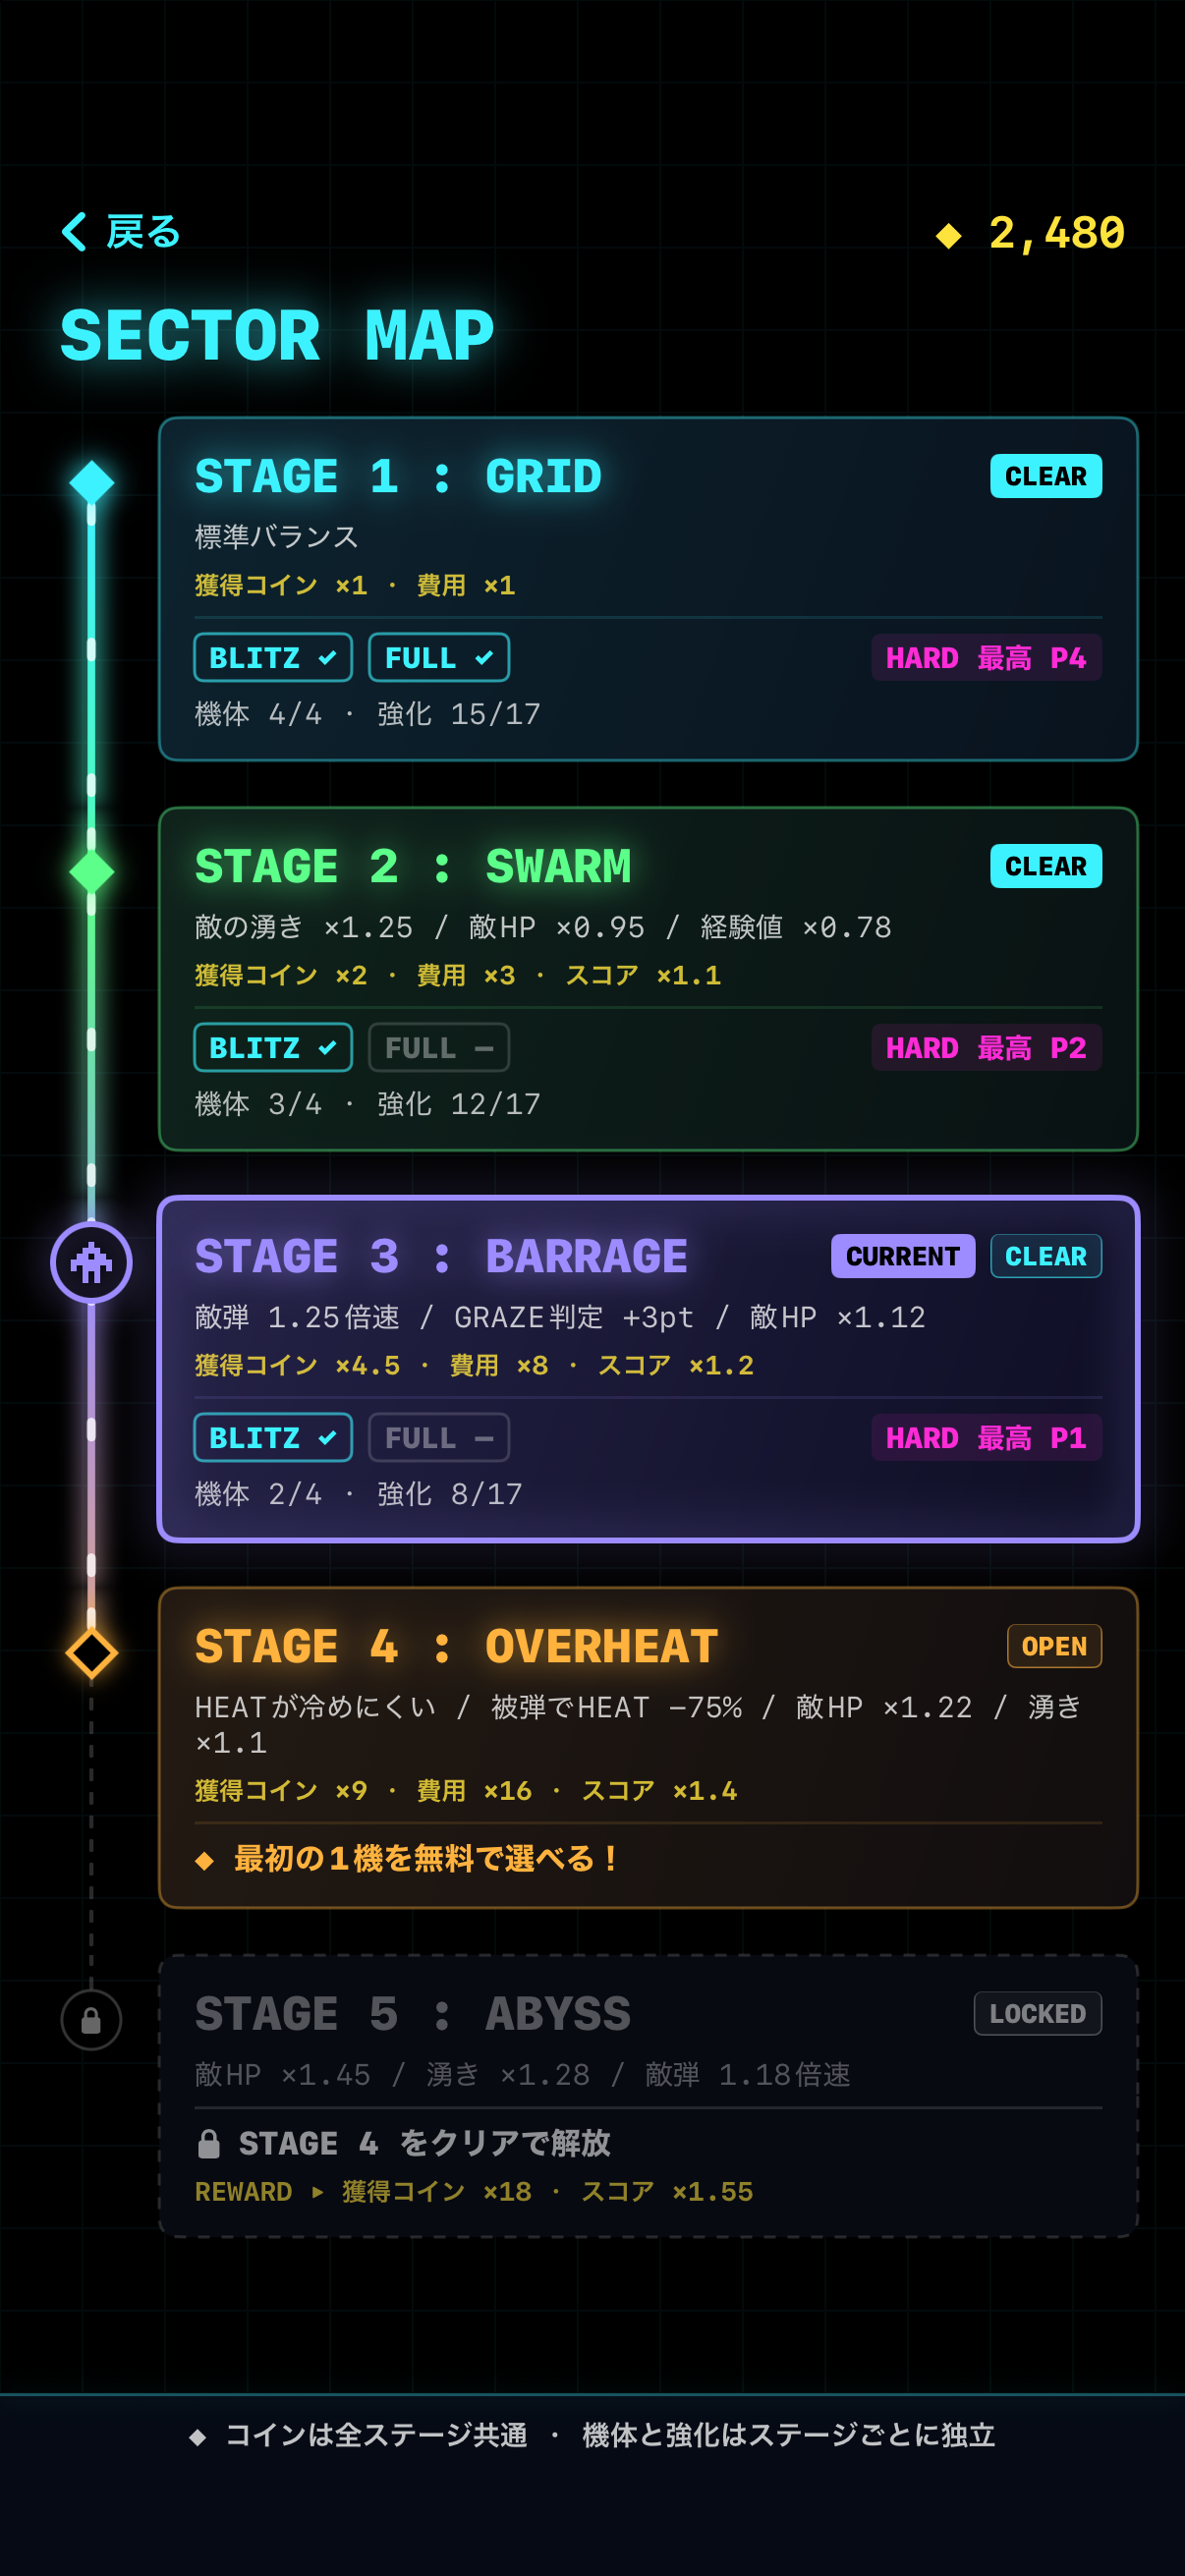 戻る
◆ 2,480
SECTOR MAP
STAGE 1 : GRID
CLEAR
標準バランス
獲得コイン ×1 · 費用 ×1
BLITZ ✓
FULL ✓
HARD 最高 P4
機体 4/4 · 強化 15/17
STAGE 2 : SWARM
CLEAR
敵の湧き ×1.25 / 敵HP ×0.95 / 経験値 ×0.78
獲得コイン ×2 · 費用 ×3 · スコア ×1.1
BLITZ ✓
FULL —
HARD 最高 P2
機体 3/4 · 強化 12/17
STAGE 3 : BARRAGE
CURRENT
CLEAR
敵弾 1.25倍速 / GRAZE判定 +3pt / 敵HP ×1.12
獲得コイン ×4.5 · 費用 ×8 · スコア ×1.2
BLITZ ✓
FULL —
HARD 最高 P1
機体 2/4 · 強化 8/17
STAGE 4 : OVERHEAT
OPEN
HEATが冷めにくい / 被弾でHEAT −75% / 敵HP ×1.22 / 湧き
×1.1
獲得コイン ×9 · 費用 ×16 · スコア ×1.4
◆ 最初の1機を無料で選べる！
STAGE 5 : ABYSS
LOCKED
敵HP ×1.45 / 湧き ×1.28 / 敵弾 1.18倍速
STAGE 4 をクリアで解放
REWARD ▸ 獲得コイン ×18 · スコア ×1.55
◆ コインは全ステージ共通 · 機体と強化はステージごとに独立